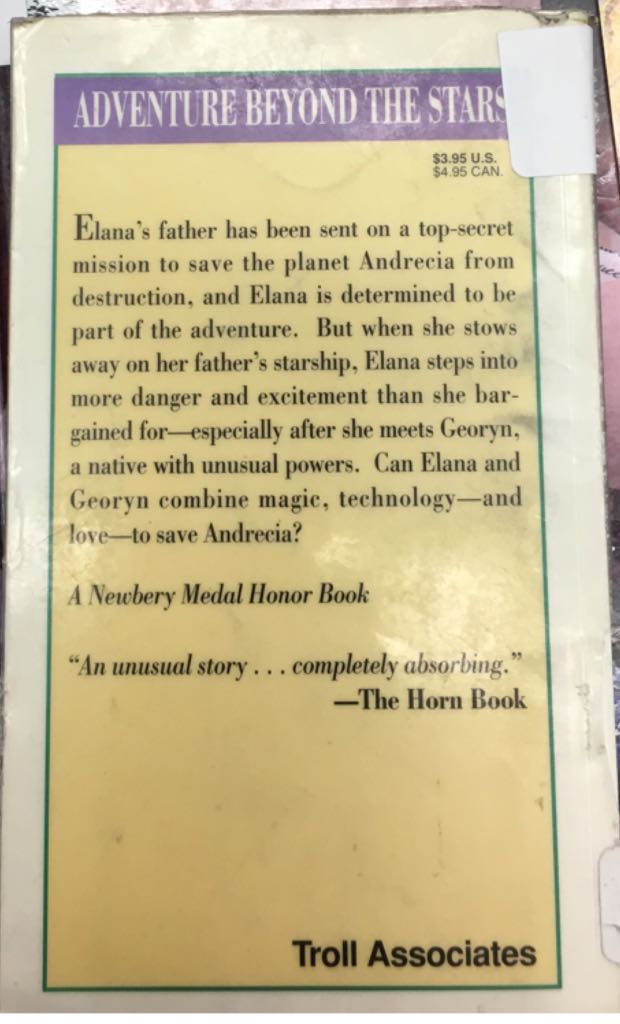 ADVENTURE BEYOND THE STARS
$3.95 U.S.
$4.95 CAN.
Elana's father has been sent on a top-secret
mission to save the planet Andrecia from
destruction, and Elana is determined to be
part of the adventure. But when she stows
away on her father's starship, Elana steps into
more danger and excitement than she bar-
gained for—especially after she meets Georyn,
a native with unusual powers. Can Elana and
Georyn combine magic, technology—and
love—to save Andrecia?
A Newbery Medal Honor Book
“An unusual story . . . completely absorbing.”
—The Horn Book
Troll Associates